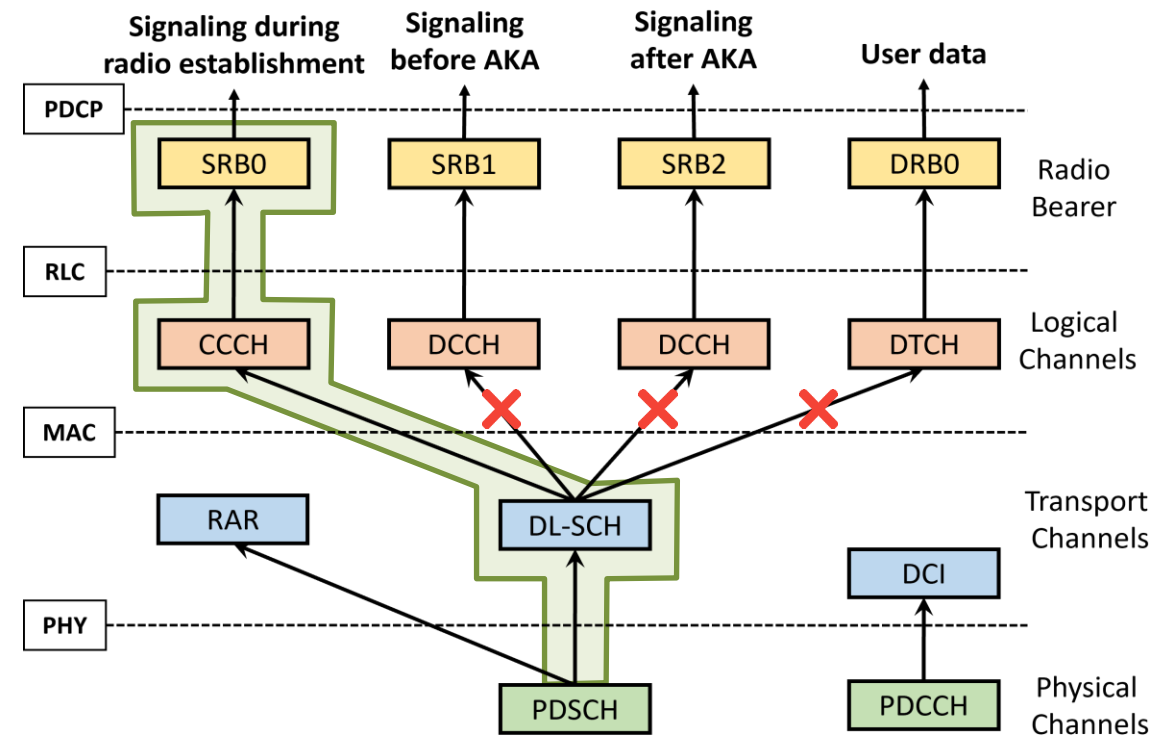 Signaling during
radio establishment
Signaling
before AKA
Signaling
after AKA
User data
PDCP
SRB0
SRB1
SRB2
DRB0
Radio
Bearer
RLC
CCCH
DCCH
DCCH
DTCH
Logical
Channels
MAC
RAR
DL-SCH
DCI
Transport
Channels
PHY
PDSCH
PDCCH
Physical
Channels